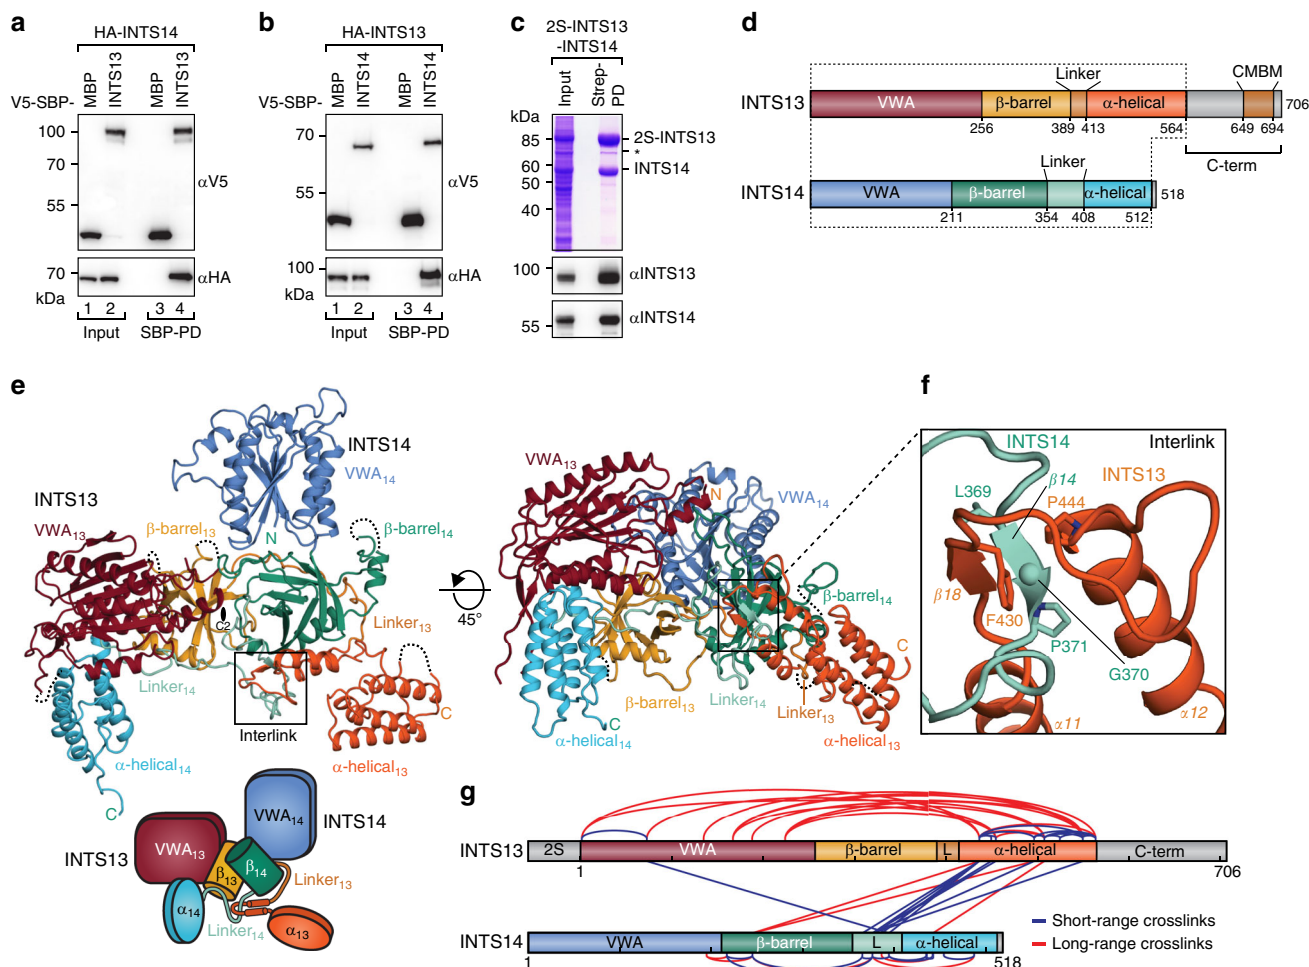 a
HA-INTS14
V5-SBP-
MBP
INTS13
MBP
INTS13
100
70
55
αV5
70
αHA
kDa
1 2 3 4
Input SBP-PD
b
HA-INTS13
MBP
INTS14
MBP
INTS14
V5-SBP-
70
55
αV5
100
αHA
kDa
1 2 3 4
Input SBP-PD
c
2S-INTS13
-INTS14
Input
Strep-
PD
kDa
85
60
50
40
2S-INTS13
*
INTS14
100
αINTS13
55
αINTS14
d
Linker CMBM
INTS13 VWA β-barrel α-helical 706
256 389 413 564 649 694
C-term
Linker
INTS14 VWA β-barrel α-helical 518
211 354 408 512
e
INTS14
VWA14
INTS13
VWA13
β-barrel13
N
β-barrel14
C2
Linker13
Linker14
C
Interlink
α-helical14
α-helical13
C
45°
VWA13
N
VWA14
β-barrel14
C
β-barrel13
Linker14
Linker13
C
α-helical14
α-helical13
INTS13
VWA13
VWA14
INTS14
β13
β14
Linker13
α14
Linker14
α13
f
INTS14 Interlink
INTS13
β14
L369
P444
β18
F430
P371
G370
α11
α12
g
INTS13 2S VWA β-barrel L α-helical C-term
1 706
INTS14 VWA β-barrel L α-helical
1 518
Short-range crosslinks
Long-range crosslinks